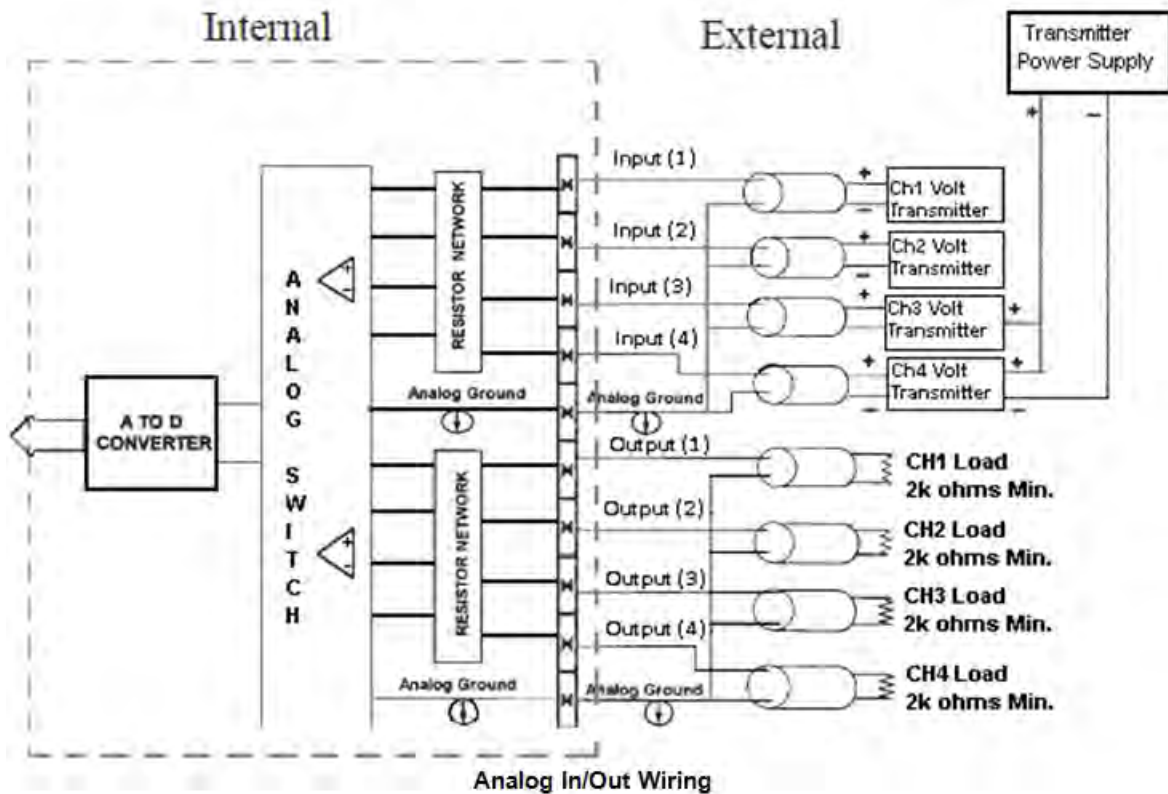 Internal
External
Transmitter
Power Supply
+
−
Input (1)
+
Ch1 Volt
Transmitter
−
Input (2)
+
Ch2 Volt
Transmitter
−
Input (3)
+
Ch3 Volt
Transmitter
+
Input (4)
+
Ch4 Volt
Transmitter
−
+
−
ANALOG SWITCH
+
-
RESISTOR NETWORK
Analog Ground
Analog Ground
A TO D
CONVERTER
+
-
RESISTOR NETWORK
Output (1)
CH1 Load
2k ohms Min.
Output (2)
CH2 Load
2k ohms Min.
Output (3)
CH3 Load
2k ohms Min.
Output (4)
CH4 Load
2k ohms Min.
Analog Ground
Analog Ground
Analog In/Out Wiring